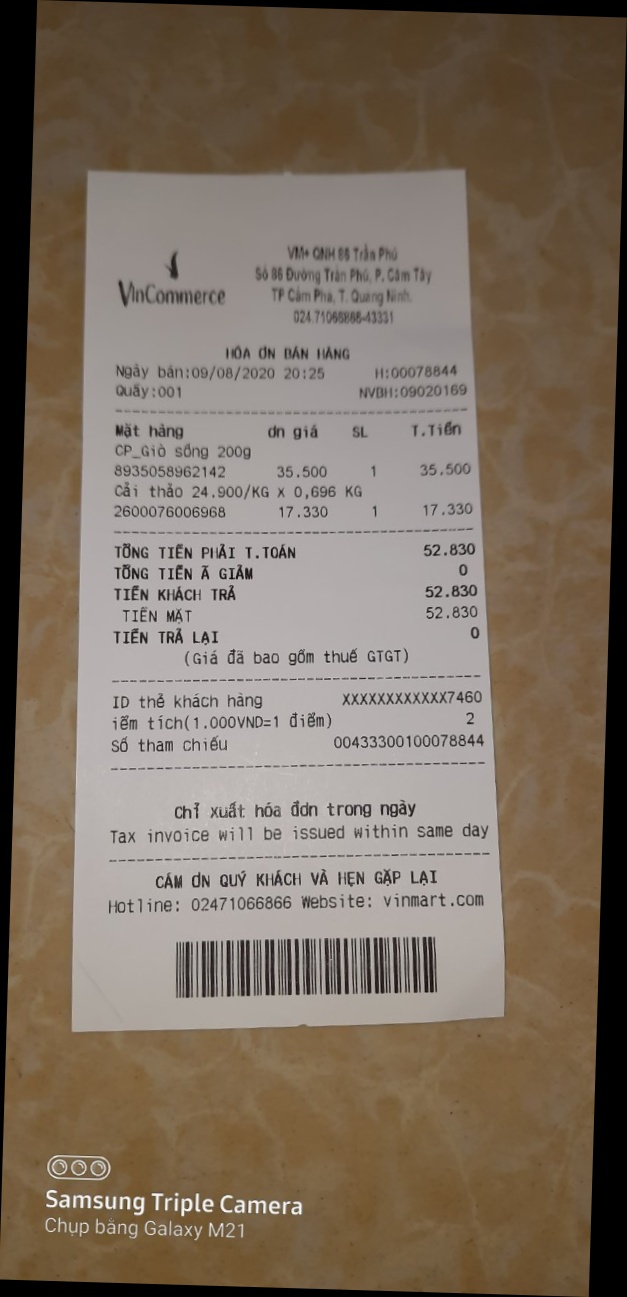 VinCommerce
VM+ QNH 86 Trần Phú
Số 86 Đường Trần Phú, P. Cẩm Tây
TP Cẩm Phả, T. Quảng Ninh.
024.71066866-43331
HÓA ƠN BÁN HÀNG
Ngày bán:09/08/2020 20:25 H:00078844
Quầy:001 NVBH:09020169
Mặt hàng ơn giá SL T.Tiền
CP_Giò sống 200g
8935058962142 35.500 1 35.500
Cải thảo 24.900/KG X 0,696 KG
2600076006968 17.330 1 17.330
TỔNG TIỀN PHẢI T.TOÁN 52.830
TỔNG TIỀN Ã GIẢM 0
TIỀN KHÁCH TRẢ 52.830
TIỀN MẶT 52.830
TIỀN TRẢ LẠI 0
(Giá đã bao gồm thuế GTGT)
ID thẻ khách hàng XXXXXXXXXXXX7460
iểm tích(1.000VND=1 điểm) 2
Số tham chiếu 00433300100078844
Chỉ xuất hóa đơn trong ngày
Tax invoice will be issued within same day
CẢM ƠN QUÝ KHÁCH VÀ HẸN GẶP LẠI
Hotline: 02471066866 Website: vinmart.com
Samsung Triple Camera
Chụp bằng Galaxy M21